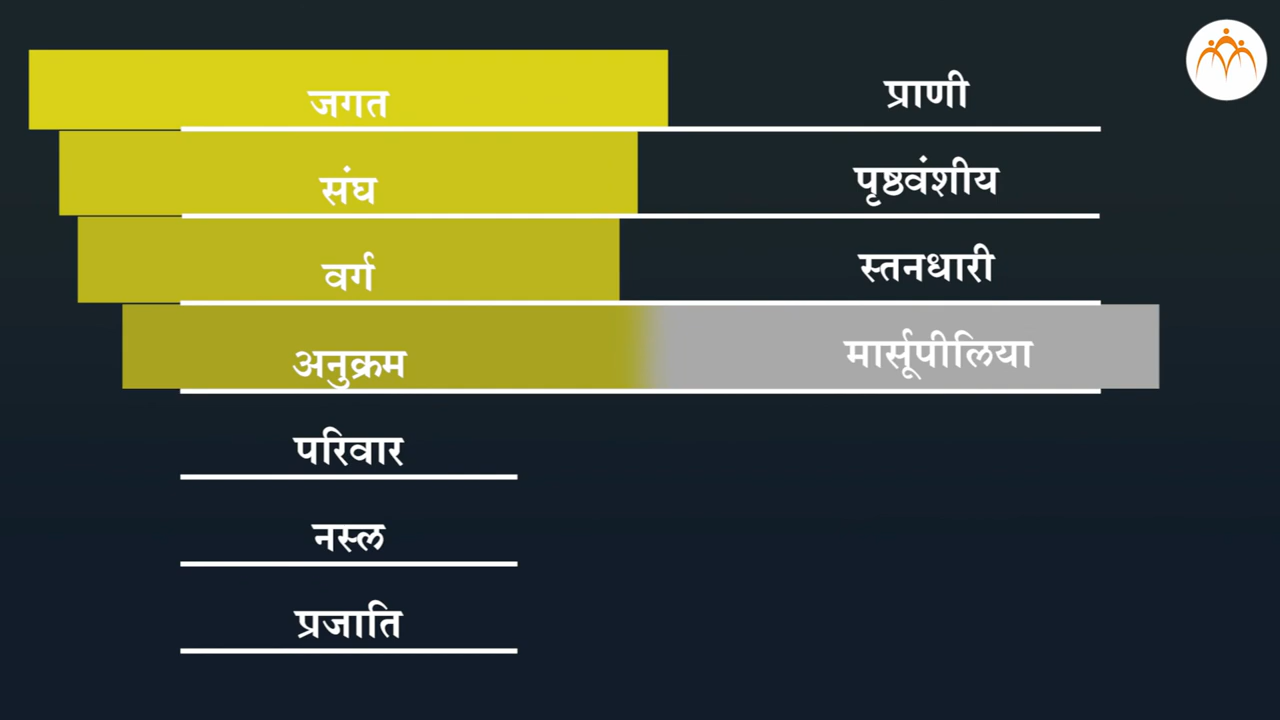 जगत प्राणी
संघ पृष्ठवंशीय
वर्ग स्तनधारी
अनुक्रम मार्सूपीलिया
परिवार
नस्ल
प्रजाति